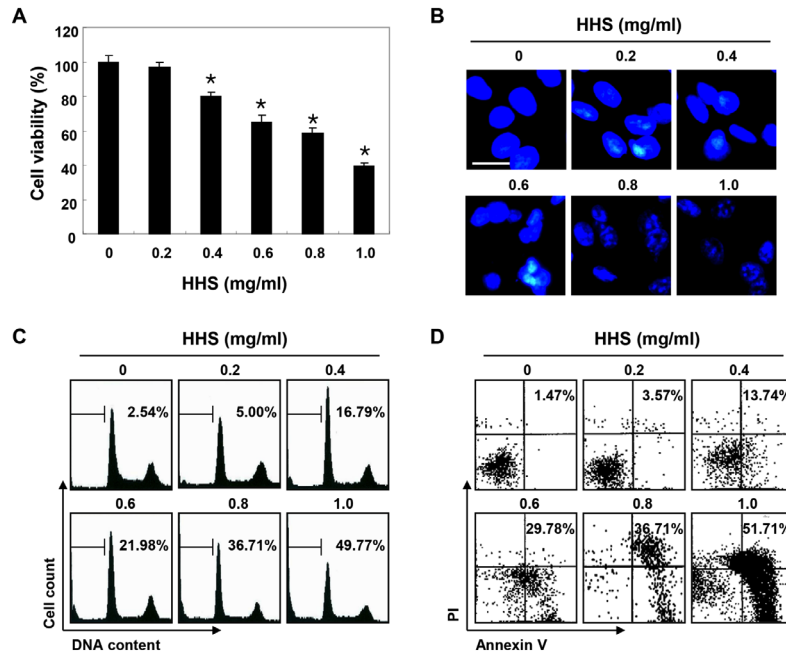 A
Cell viability (%)
120
100
80
60
40
20
0
*
*
*
*
0 0.2 0.4 0.6 0.8 1.0
HHS (mg/ml)
B
HHS (mg/ml)
0 0.2 0.4
0.6 0.8 1.0
C
HHS (mg/ml)
0 0.2 0.4
2.54% 5.00% 16.79%
0.6 0.8 1.0
21.98% 36.71% 49.77%
Cell count
DNA content
D
HHS (mg/ml)
0 0.2 0.4
1.47% 3.57% 13.74%
0.6 0.8 1.0
29.78% 36.71% 51.71%
PI
Annexin V